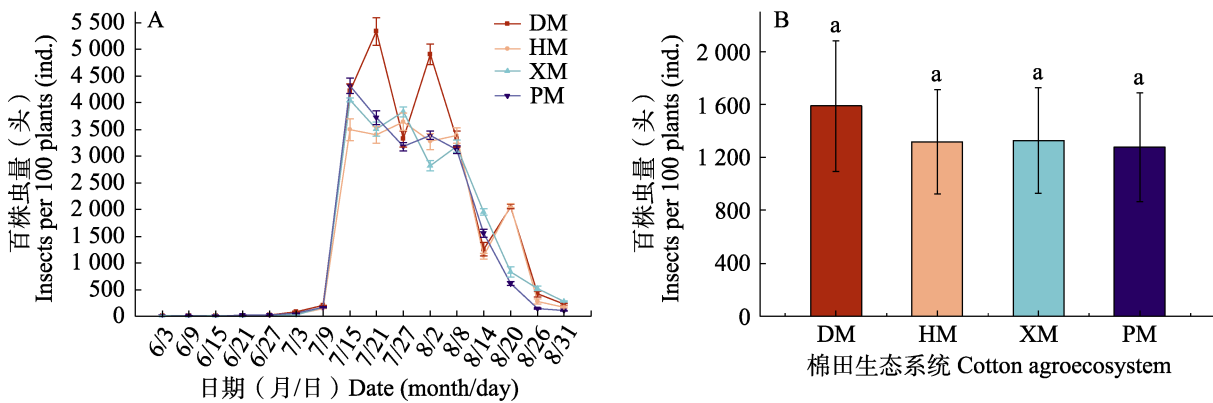 A
DM
HM
XM
PM
5 500
5 000
4 500
4 000
3 500
3 000
2 500
2 000
1 500
1 000
500
0
百株虫量（头）
Insects per 100 plants (ind.)
6/3 6/9 6/15 6/21 6/27 7/3 7/9 7/15 7/21 7/27 8/2 8/8 8/14 8/20 8/26 8/31
日期（月/日）Date (month/day)
B
2 000
1 600
1 200
800
400
0
百株虫量（头）
Insects per 100 plants (ind.)
a a a a
DM HM XM PM
棉田生态系统 Cotton agroecosystem